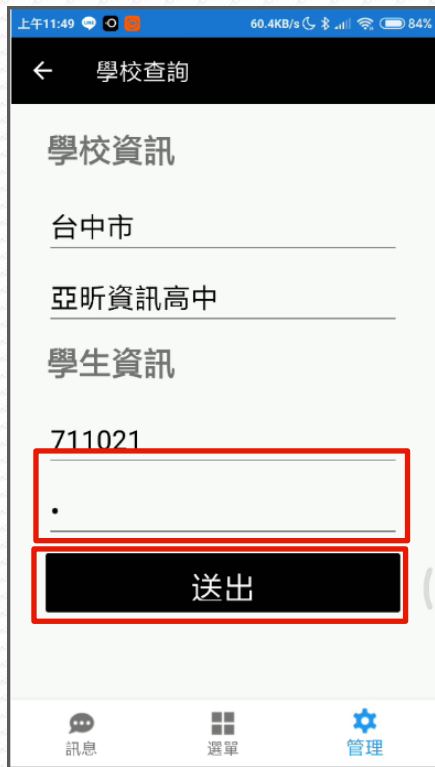 上午11:49 60.4KB/s 84%
學校查詢
學校資訊
台中市
亞昕資訊高中
學生資訊
711021
•
送出
訊息 選單 管理